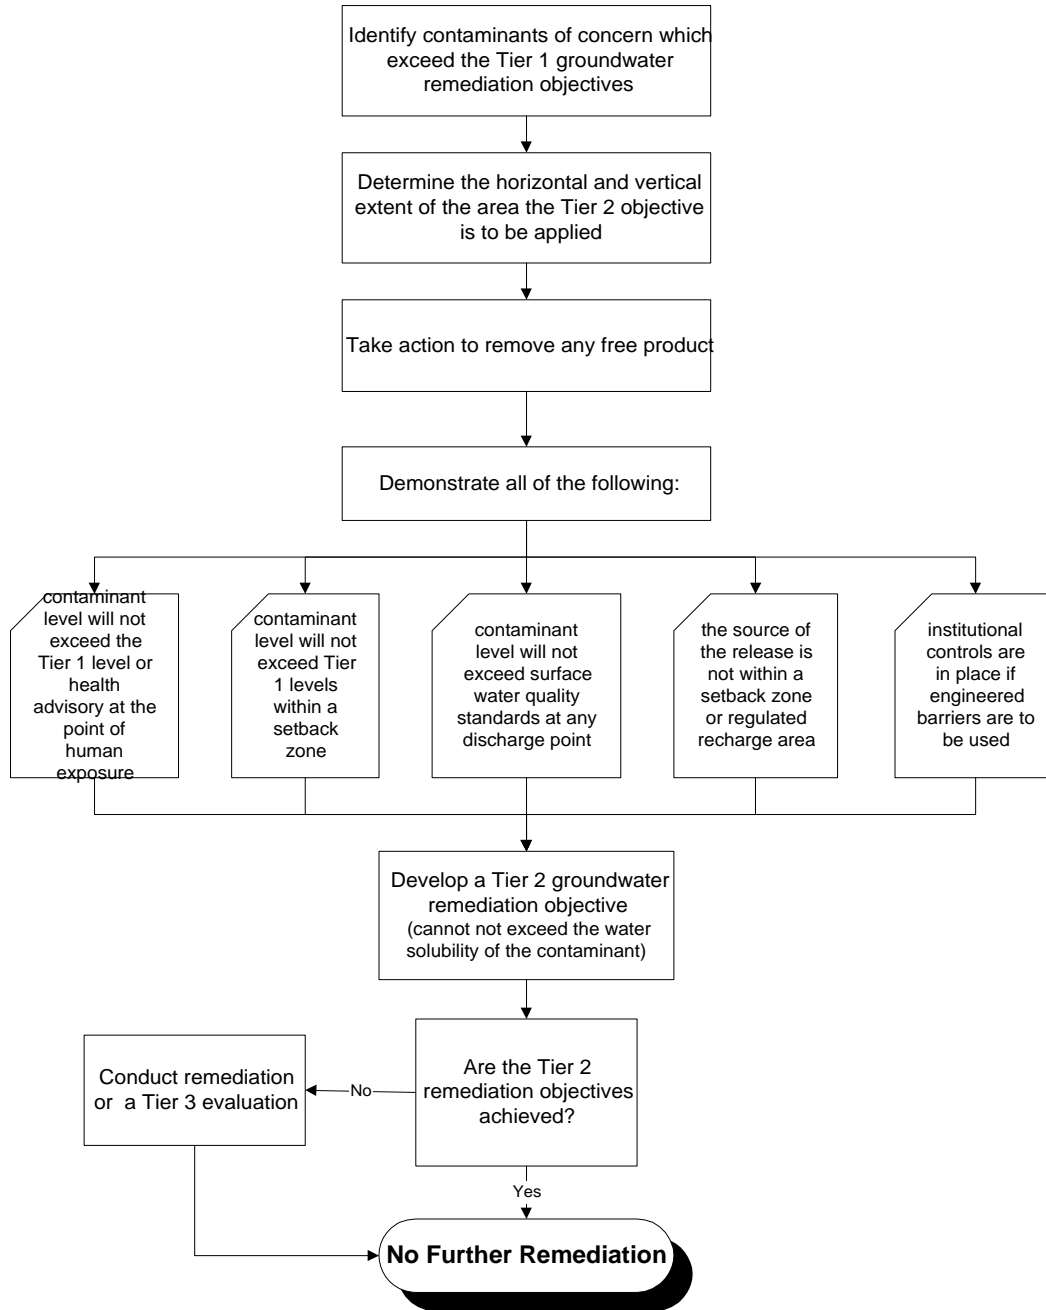 Identify contaminants of concern which
exceed the Tier 1 groundwater
remediation objectives
Determine the horizontal and vertical
extent of the area the Tier 2 objective
is to be applied
Take action to remove any free product
Demonstrate all of the following:
contaminant
level will not
exceed the
Tier 1 level or
health
advisory at the
point of
human
exposure
contaminant
level will not
exceed Tier
1 levels
within a
setback
zone
contaminant
level will not
exceed surface
water quality
standards at any
discharge point
the source of
the release is
not within a
setback zone
or regulated
recharge area
institutional
controls are
in place if
engineered
barriers are to
be used
Develop a Tier 2 groundwater
remediation objective
(cannot not exceed the water
solubility of the contaminant)
Are the Tier 2
remediation objectives
achieved?
No
Conduct remediation
or a Tier 3 evaluation
Yes
No Further Remediation